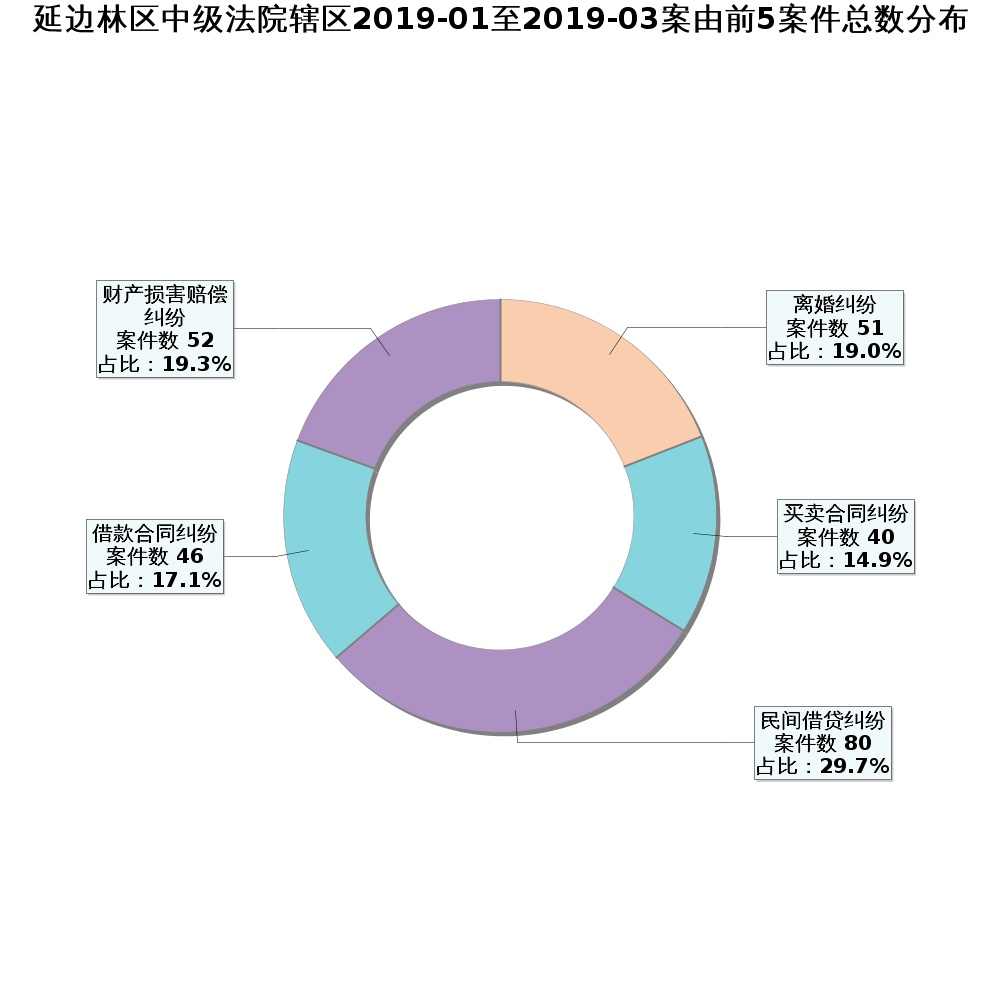 延边林区中级法院辖区2019-01至2019-03案由前5案件总数分布
财产损害赔偿
纠纷
案件数 52
占比：19.3%
离婚纠纷
案件数 51
占比：19.0%
借款合同纠纷
案件数 46
占比：17.1%
买卖合同纠纷
案件数 40
占比：14.9%
民间借贷纠纷
案件数 80
占比：29.7%